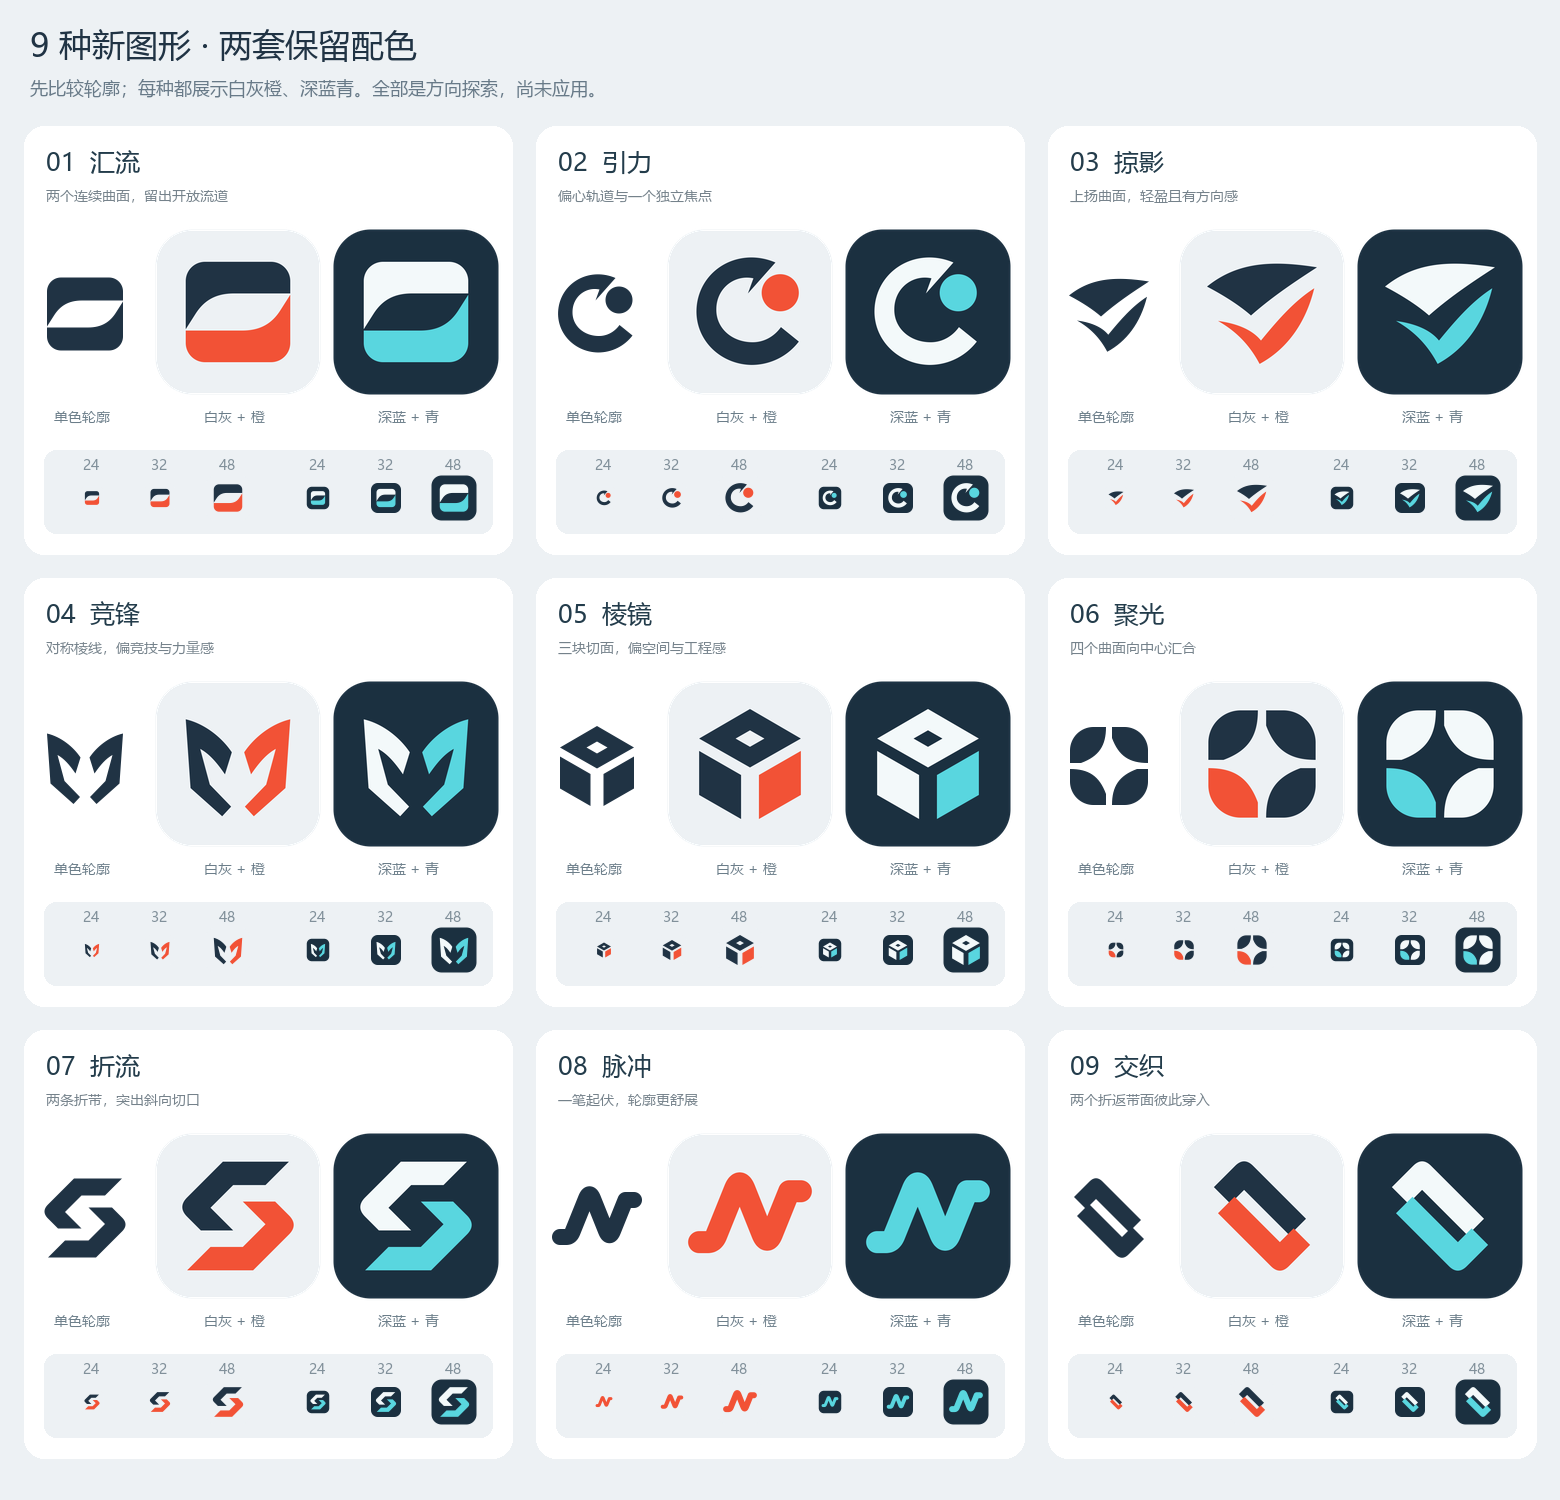 9 种新图形 · 两套保留配色
先比较轮廓；每种都展示白灰橙、深蓝青。全部是方向探索，尚未应用。
01 汇流
两个连续曲面，留出开放流道
单色轮廓
白灰 + 橙
深蓝 + 青
24 32 48 24 32 48
02 引力
偏心轨道与一个独立焦点
单色轮廓
白灰 + 橙
深蓝 + 青
24 32 48 24 32 48
03 掠影
上扬曲面，轻盈且有方向感
单色轮廓
白灰 + 橙
深蓝 + 青
24 32 48 24 32 48
04 竞锋
对称棱线，偏竞技与力量感
单色轮廓
白灰 + 橙
深蓝 + 青
24 32 48 24 32 48
05 棱镜
三块切面，偏空间与工程感
单色轮廓
白灰 + 橙
深蓝 + 青
24 32 48 24 32 48
06 聚光
四个曲面向中心汇合
单色轮廓
白灰 + 橙
深蓝 + 青
24 32 48 24 32 48
07 折流
两条折带，突出斜向切口
单色轮廓
白灰 + 橙
深蓝 + 青
24 32 48 24 32 48
08 脉冲
一笔起伏，轮廓更舒展
单色轮廓
白灰 + 橙
深蓝 + 青
24 32 48 24 32 48
09 交织
两个折返带面彼此穿入
单色轮廓
白灰 + 橙
深蓝 + 青
24 32 48 24 32 48